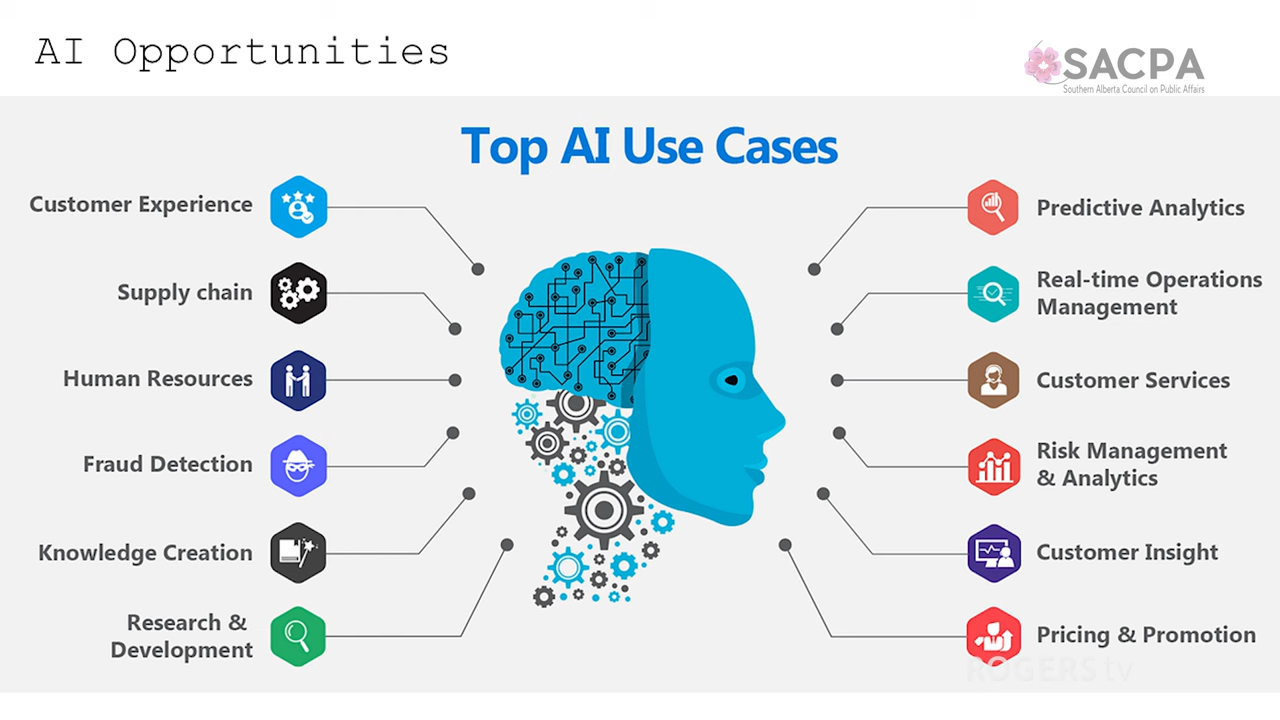 AI Opportunities
SACPA
Southern Alberta Council on Public Affairs
Top AI Use Cases
Customer Experience
Supply chain
Human Resources
Fraud Detection
Knowledge Creation
Research &
Development
Predictive Analytics
Real-time Operations
Management
Customer Services
Risk Management
& Analytics
Customer Insight
Pricing & Promotion
ROGERS tv